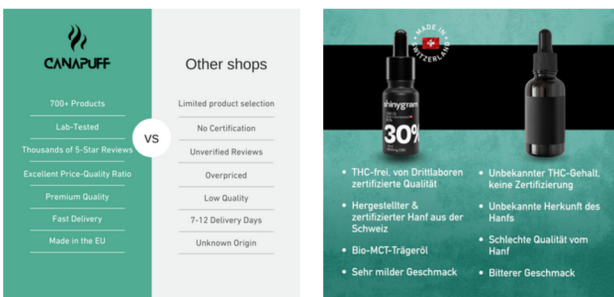 CANAPUFF
Other shops
700+ Products
Limited product selection
Lab-Tested
No Certification
Thousands of 5-Star Reviews
Unverified Reviews
VS
Excellent Price-Quality Ratio
Overpriced
Premium Quality
Low Quality
Fast Delivery
7-12 Delivery Days
Made in the EU
Unknown Origin
MADE IN
SWITZERLAND
shinygram
30%
• THC-frei, von Drittlaboren
zertifizierte Qualität
• Hergestellter &
zertifizierter Hanf aus der
Schweiz
• Bio-MCT-Trägeröl
• Sehr milder Geschmack
• Unbekannter THC-Gehalt,
keine Zertifizierung
• Unbekannte Herkunft des
Hanfs
• Schlechte Qualität vom
Hanf
• Bitterer Geschmack